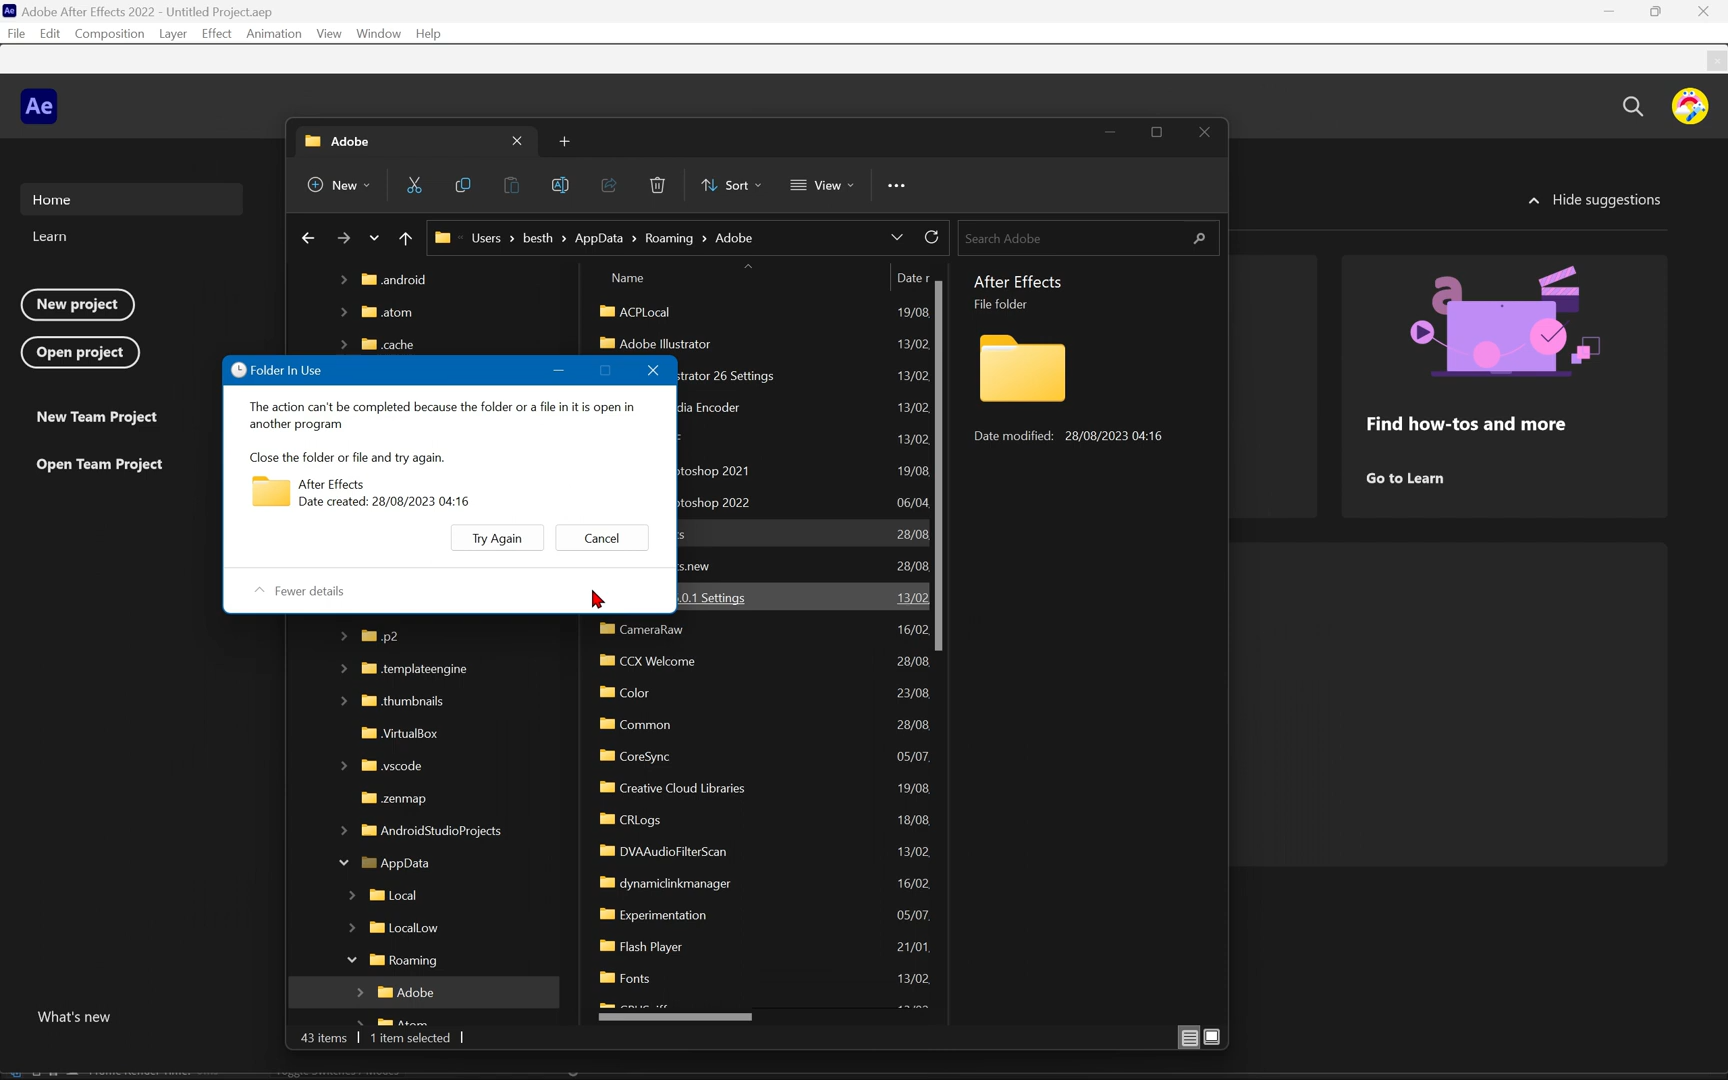 Adobe After Effects 2022 - Untitled Project.aep
File Edit Composition Layer Effect Animation View Window Help
Ae
Home
Learn
New project
Open project
New Team Project
Open Team Project
What's new
Hide suggestions
Find how-tos and more
Go to Learn
Adobe
New Sort View
Users > besth > AppData > Roaming > Adobe
Search Adobe
.android
.atom
.cache
.p2
.templateengine
.thumbnails
.VirtualBox
.vscode
.zenmap
AndroidStudioProjects
AppData
Local
LocalLow
Roaming
Adobe
Name Date r
ACPLocal 19/08
Adobe Illustrator 13/02
strator 26 Settings 13/02
dia Encoder 13/02
13/02
toshop 2021 19/08
toshop 2022 06/04
ts 28/08
s.new 28/08
.0.1 Settings 13/02
CameraRaw 16/02
CCX Welcome 28/08
Color 23/08
Common 28/08
CoreSync 05/07
Creative Cloud Libraries 19/08
CRLogs 18/08
DVAAudioFilterScan 13/02
dynamiclinkmanager 16/02
Experimentation 05/07
Flash Player 21/01
Fonts 13/02
After Effects
File folder
Date modified: 28/08/2023 04:16
43 items 1 item selected
Folder In Use
The action can't be completed because the folder or a file in it is open in
another program
Close the folder or file and try again.
After Effects
Date created: 28/08/2023 04:16
Try Again Cancel
Fewer details